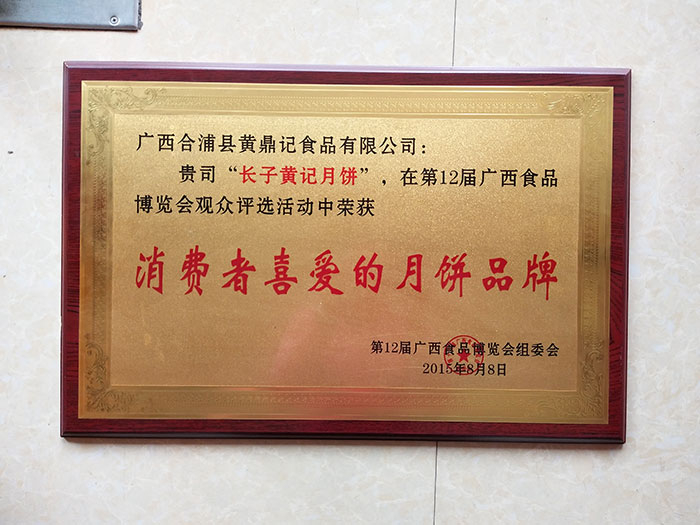 广西合浦县黄鼎记食品有限公司：
贵司“长子黄记月饼”，在第12届广西食品
博览会观众评选活动中荣获
消费者喜爱的月饼品牌
第12届广西食品博览会组委会
2015年8月8日